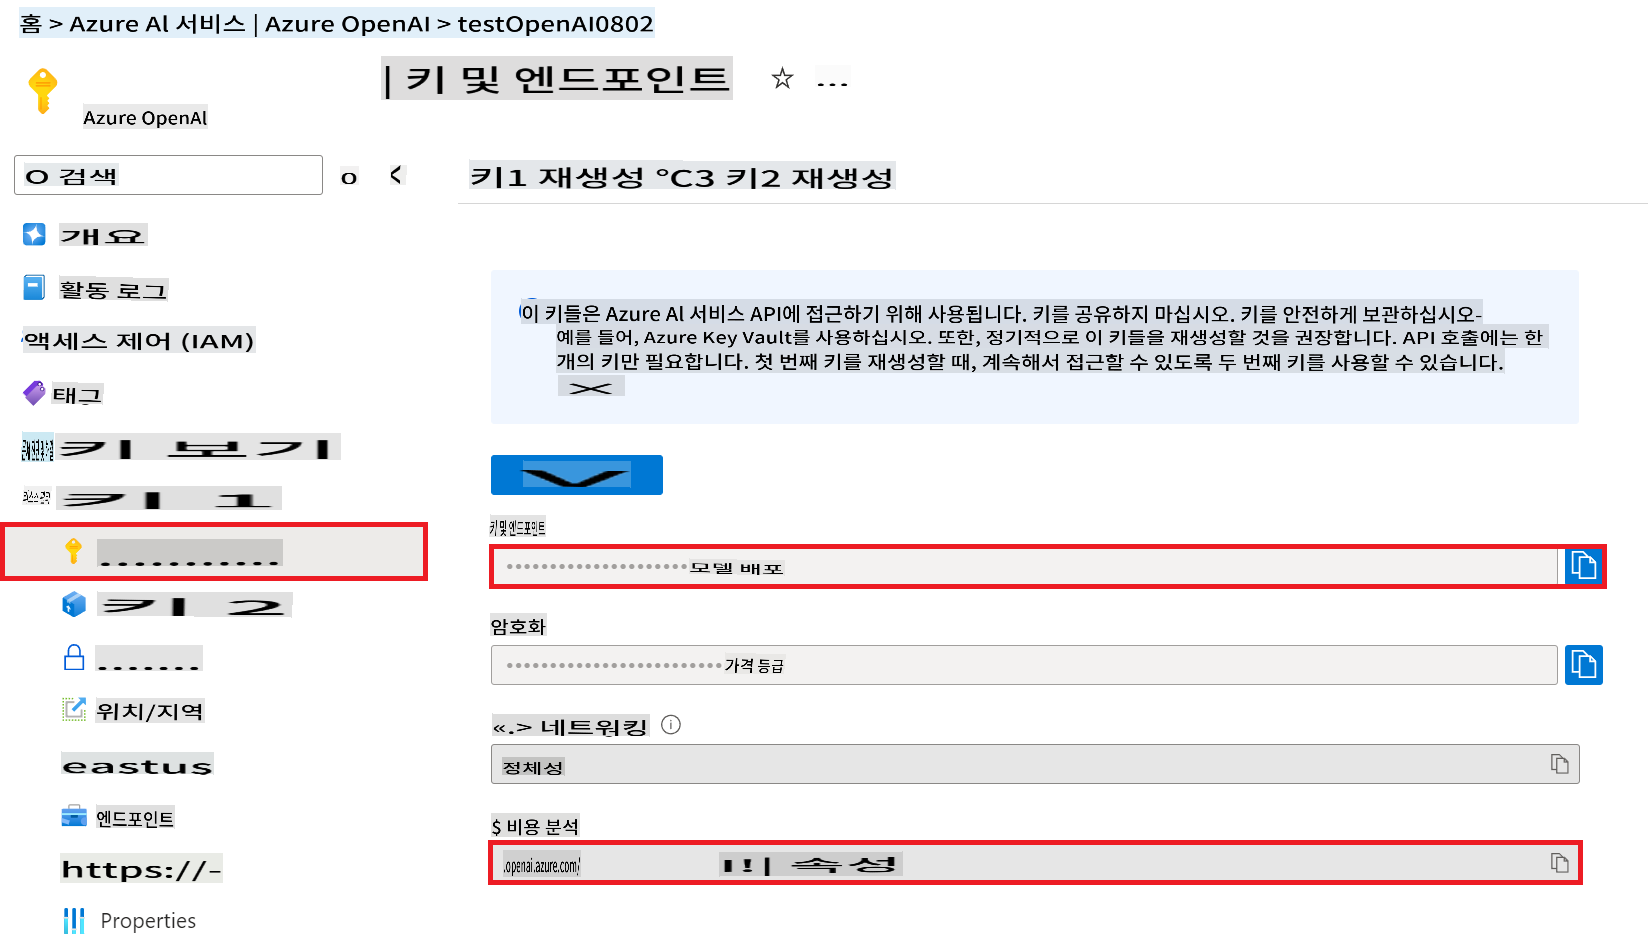 홈 > Azure Al 서비스 | Azure OpenAI > testOpenAI0802
| 키 및 엔드포인트 ☆ ...
Azure OpenAl
O 검색
o <
키1 재생성 °C3 키2 재생성
개요
활동 로그
액세스 제어 (IAM)
태그
키 보기
키 1
...........
키 2
.......
위치/지역
eastus
엔드포인트
https://-
Properties
이 키들은 Azure Al 서비스 API에 접근하기 위해 사용됩니다. 키를 공유하지 마십시오. 키를 안전하게 보관하십시오-
예를 들어, Azure Key Vault를 사용하십시오. 또한, 정기적으로 이 키들을 재생성할 것을 권장합니다. API 호출에는 한
개의 키만 필요합니다. 첫 번째 키를 재생성할 때, 계속해서 접근할 수 있도록 두 번째 키를 사용할 수 있습니다.
키 및 엔드포인트
모델 배포
암호화
가격 등급
«.> 네트워킹
정체성
$ 비용 분석
.openai.azure.com/
속성